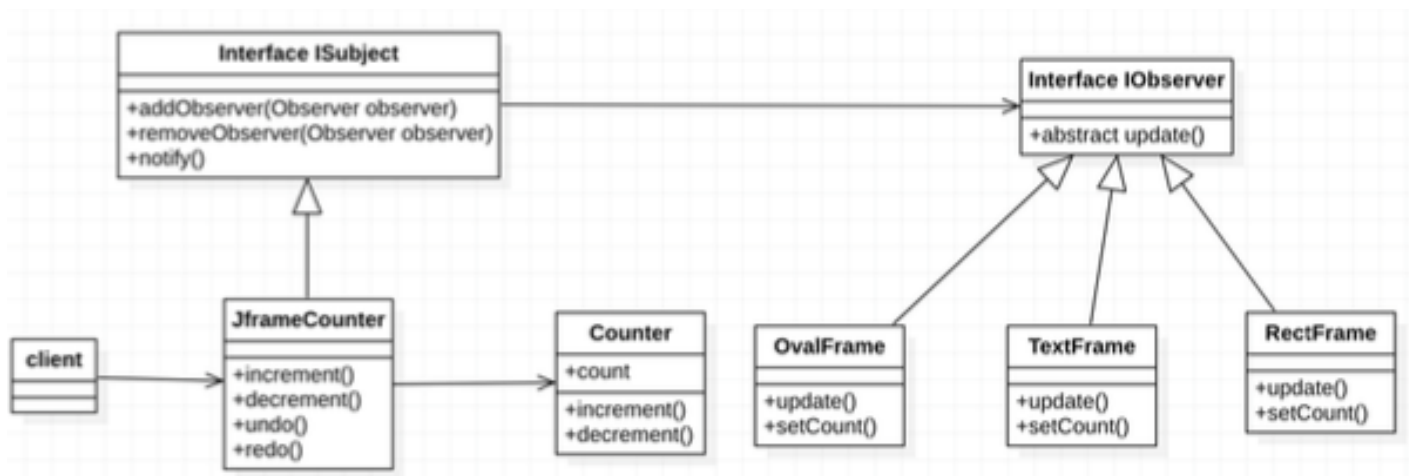 Interface ISubject
+addObserver(Observer observer)
+removeObserver(Observer observer)
+notify()
Interface IObserver
+abstract update()
client
JframeCounter
+increment()
+decrement()
+undo()
+redo()
Counter
+count
+increment()
+decrement()
OvalFrame
+update()
+setCount()
TextFrame
+update()
+setCount()
RectFrame
+update()
+setCount()